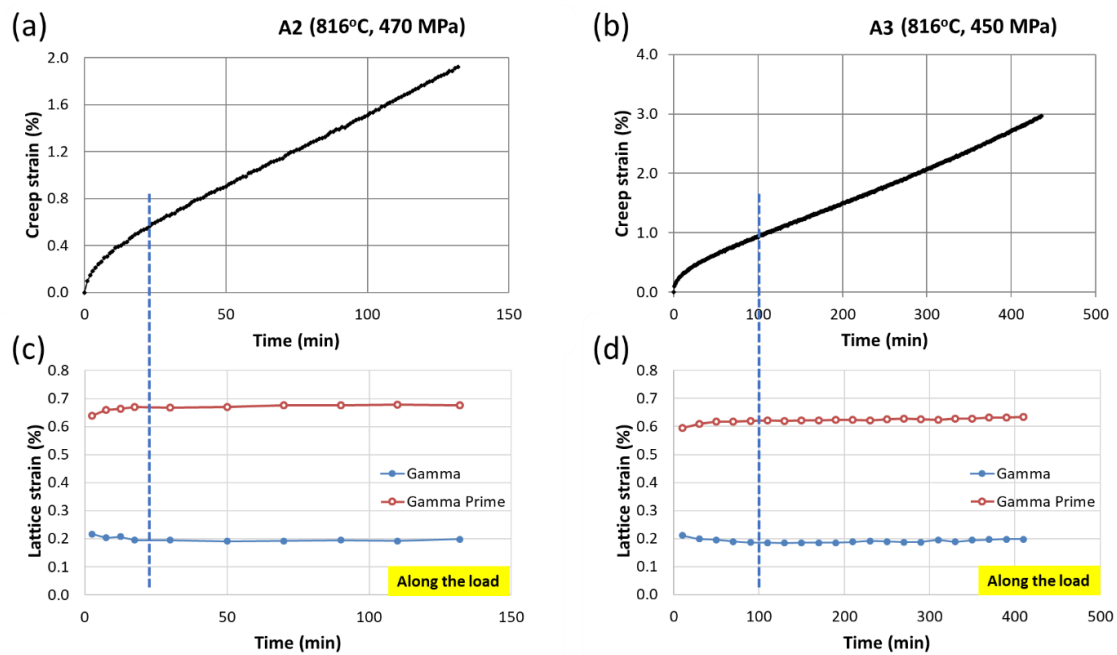 (a)
A2 (816°C, 470 MPa)
Creep strain (%)
2.0
1.6
1.2
0.8
0.4
0.0
0 50 100 150
Time (min)
(b)
A3 (816°C, 450 MPa)
Creep strain (%)
4.0
3.0
2.0
1.0
0.0
0 100 200 300 400 500
Time (min)
(c)
Lattice strain (%)
0.8
0.7
0.6
0.5
0.4
0.3
0.2
0.1
0.0
Gamma
Gamma Prime
Along the load
0 50 100 150
Time (min)
(d)
Lattice strain (%)
0.8
0.7
0.6
0.5
0.4
0.3
0.2
0.1
0.0
Gamma
Gamma Prime
Along the load
0 100 200 300 400 500
Time (min)